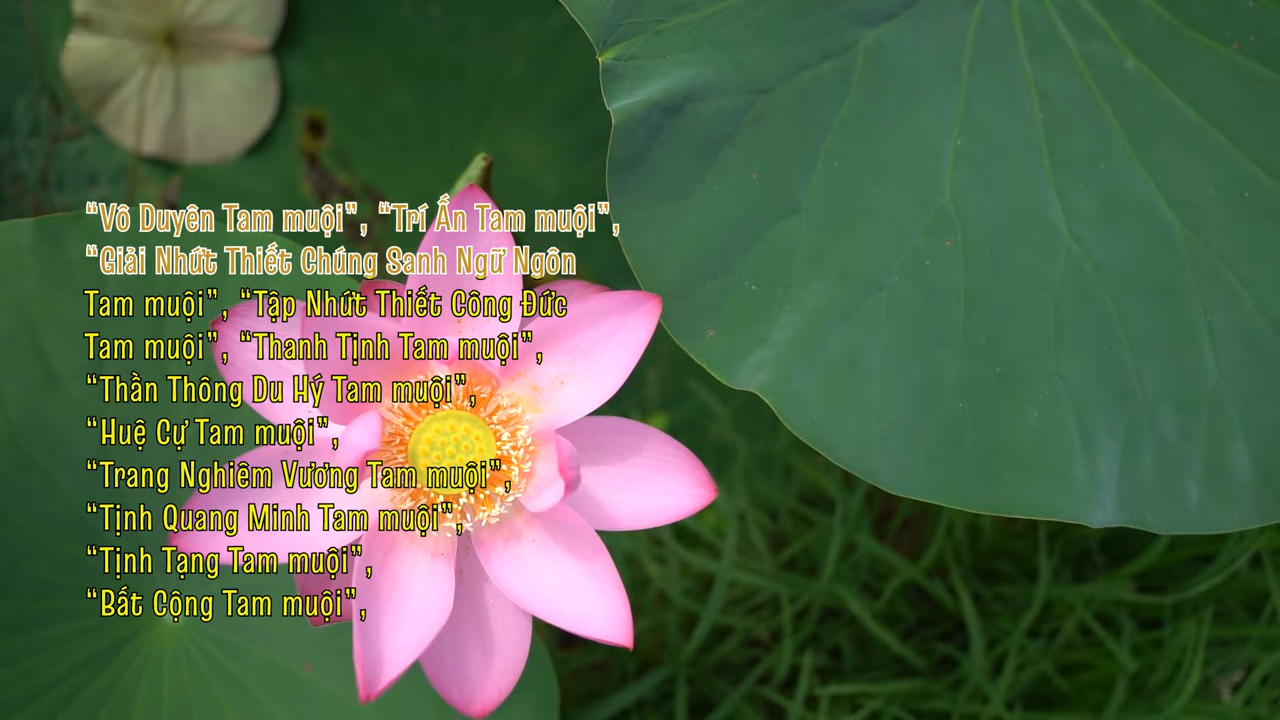 “Vô Duyên Tam muội”, “Trí Ấn Tam muội”,
“Giải Nhứt Thiết Chúng Sanh Ngữ Ngôn
Tam muội”, “Tập Nhứt Thiết Công Đức
Tam muội”, “Thanh Tịnh Tam muội”,
“Thần Thông Du Hý Tam muội”,
“Huệ Cự Tam muội”,
“Trang Nghiêm Vương Tam muội”,
“Tịnh Quang Minh Tam muội”,
“Tịnh Tạng Tam muội”,
“Bất Cộng Tam muội”,